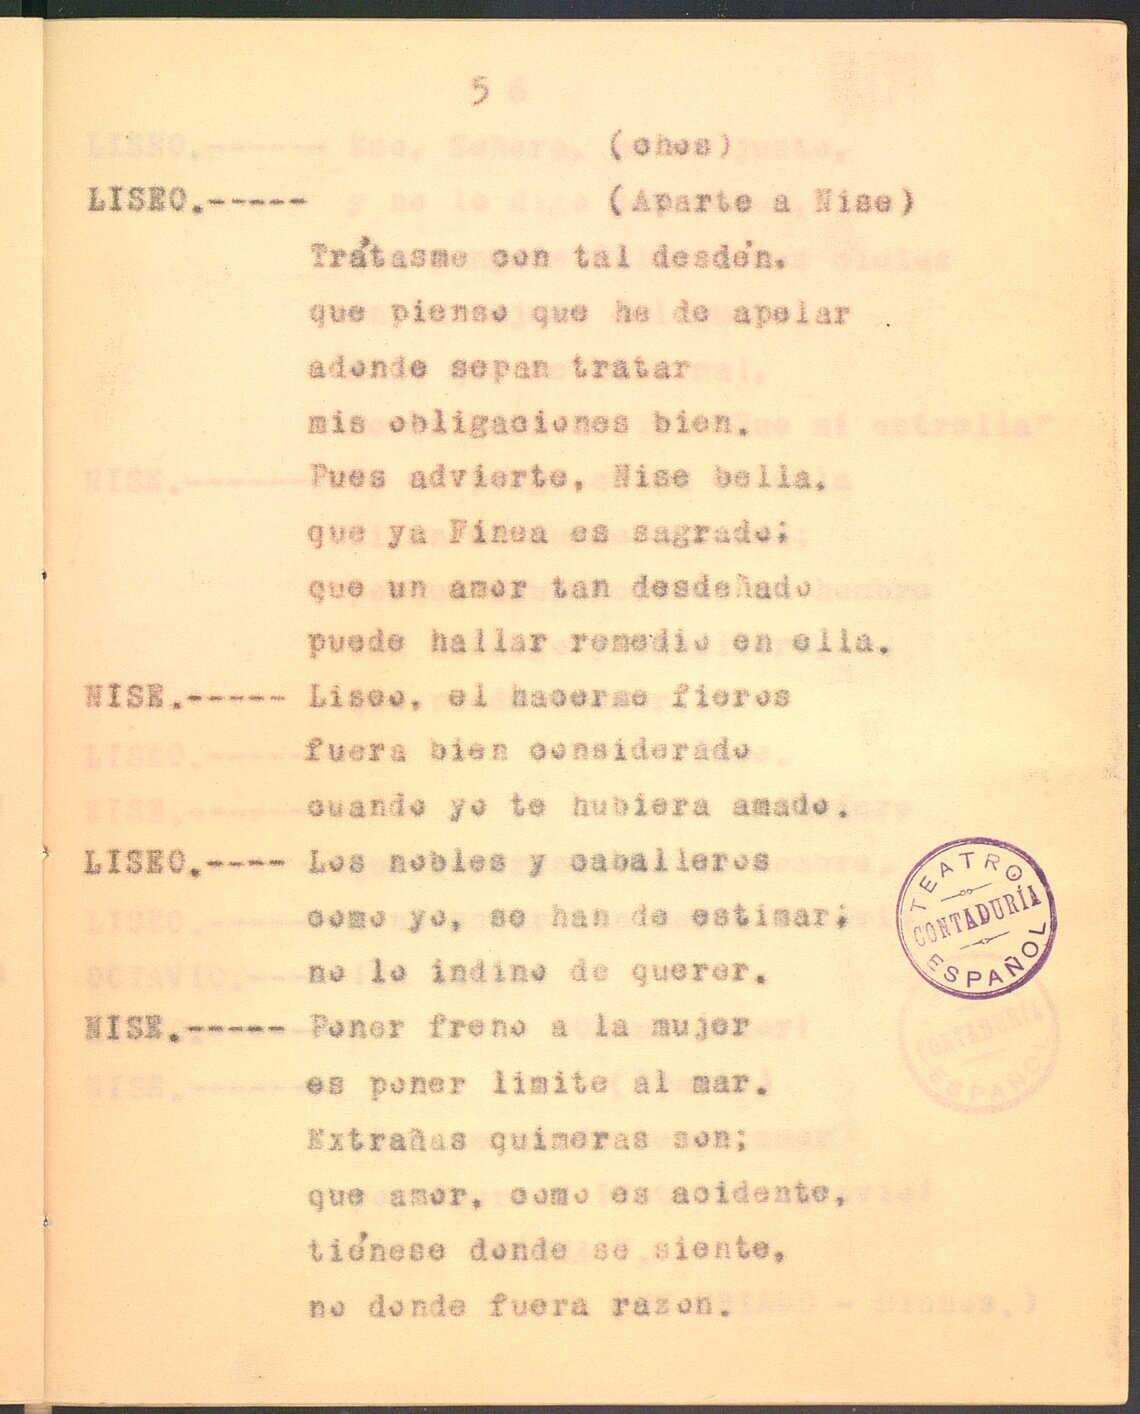 5
(ohos)
LISEO.----- (Aparte a Nise)
Trátasme con tal desdén,
que pienso que he de apelar
adonde sepan tratar
mis obligaciones bien.
Pues advierte, Nise bella,
que ya Finea es sagrado;
que un amor tan desdeñado
puede hallar remedio en ella.
NISE.----- Liseo, el hacerme fieros
fuera bien considerado
cuando yo te hubiera amado.
LISEO.---- Los nobles y caballeros
como yo, se han de estimar;
no lo indino de querer.
NISE.----- Poner freno a la mujer
es poner limite al mar.
Extrañas quimeras son;
que amor, como es acidente,
tiénese donde se siente,
no donde fuera razon.
TEATRO
CONTADURÍA
ESPAÑOL